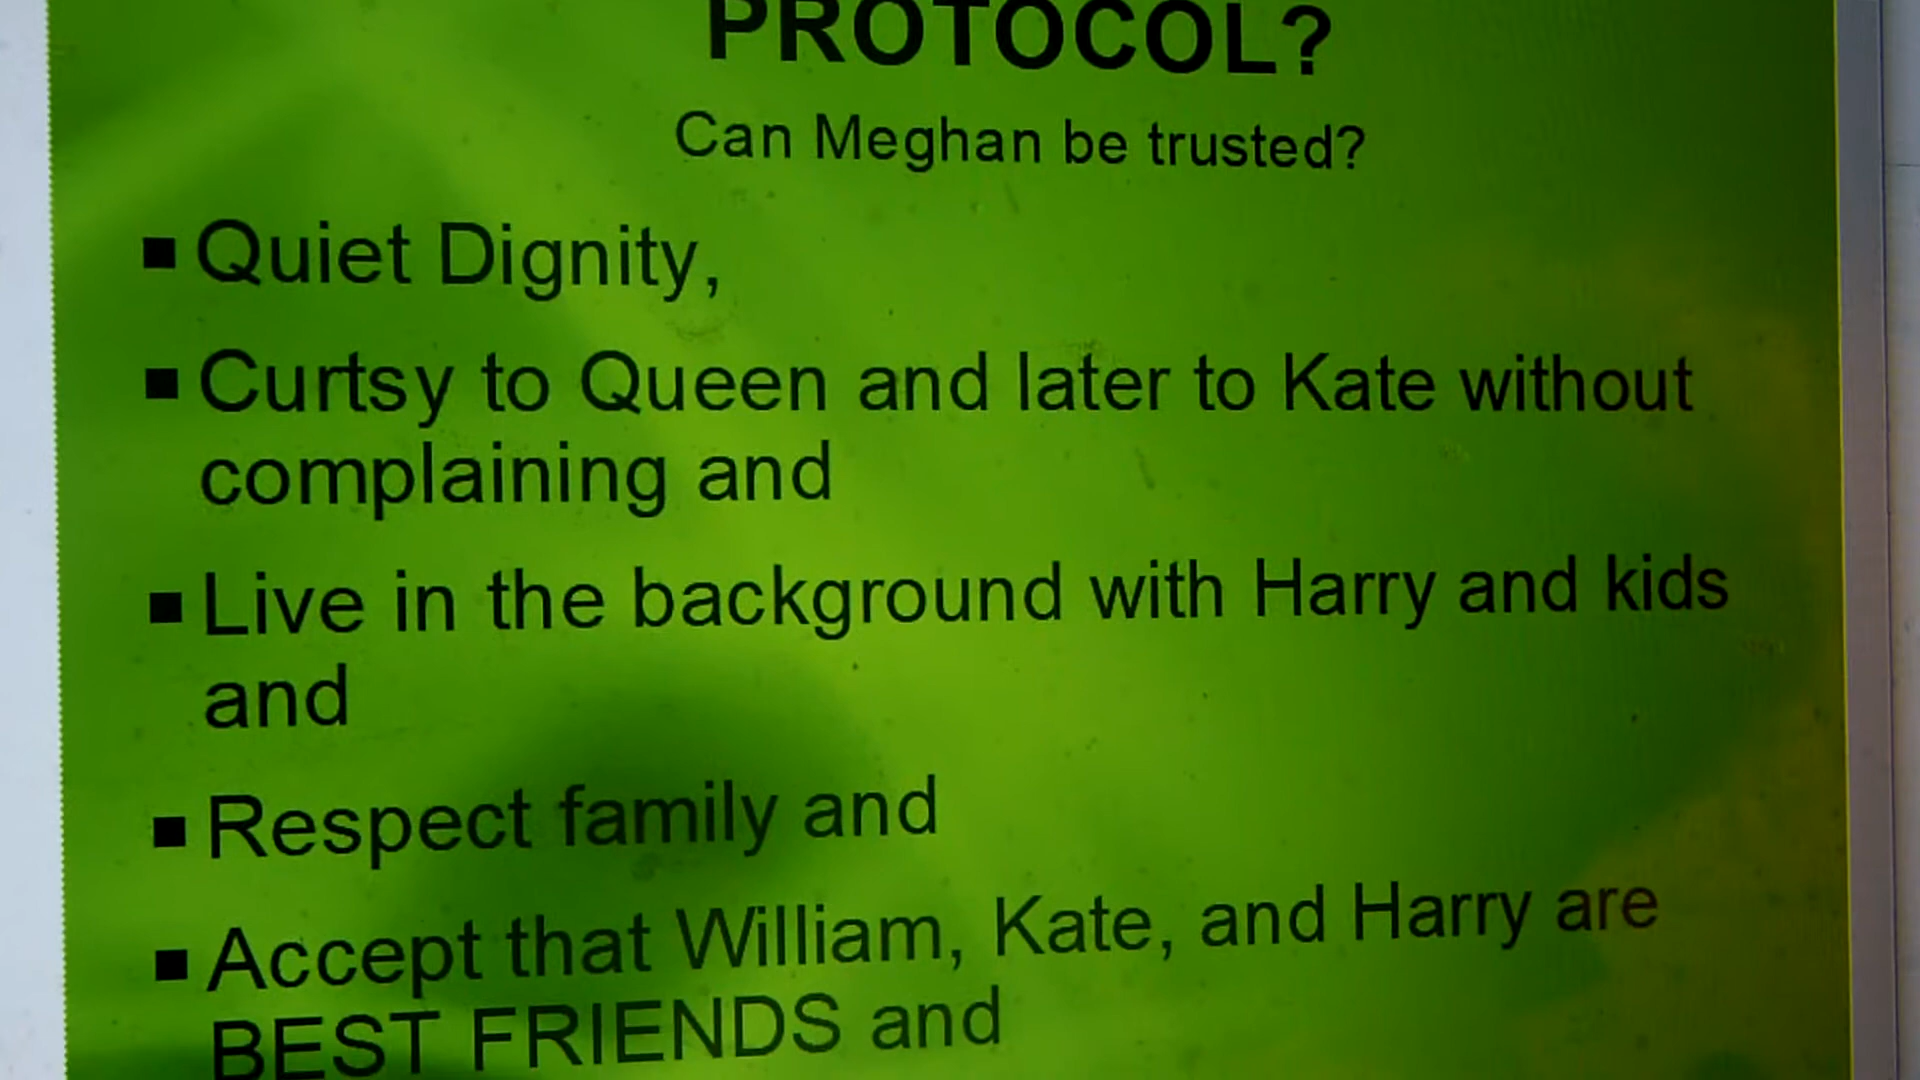 PROTOCOL?
Can Meghan be trusted?
▪ Quiet Dignity,
▪ Curtsy to Queen and later to Kate without
complaining and
▪ Live in the background with Harry and kids
and
▪ Respect family and
▪ Accept that William, Kate, and Harry are
BEST FRIENDS and